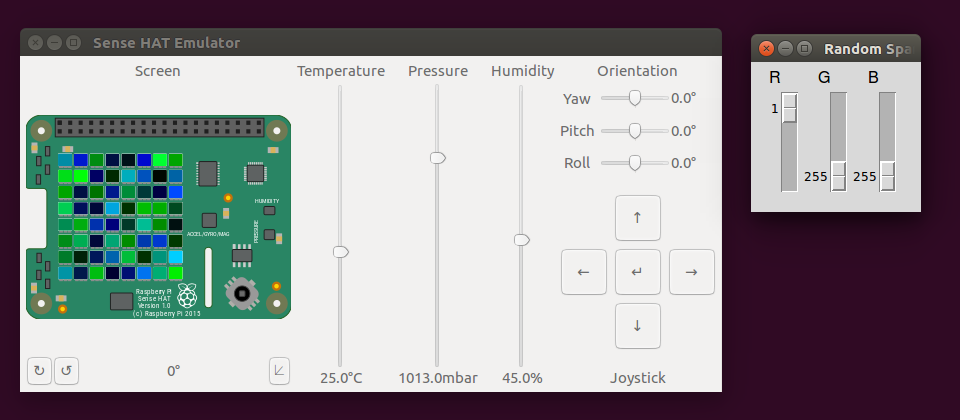 Sense HAT Emulator
Screen
Temperature
Pressure
Humidity
Orientation
Yaw 0.0°
Pitch 0.0°
Roll 0.0°
HUMIDITY
PRESSURE
ACCEL/GYRO/MAG
Raspberry Pi
Sense HAT
Version 1.0
(c) Raspberry Pi 2015
0°
25.0°C
1013.0mbar
45.0%
Joystick
Random Spa
R G B
1
255
255